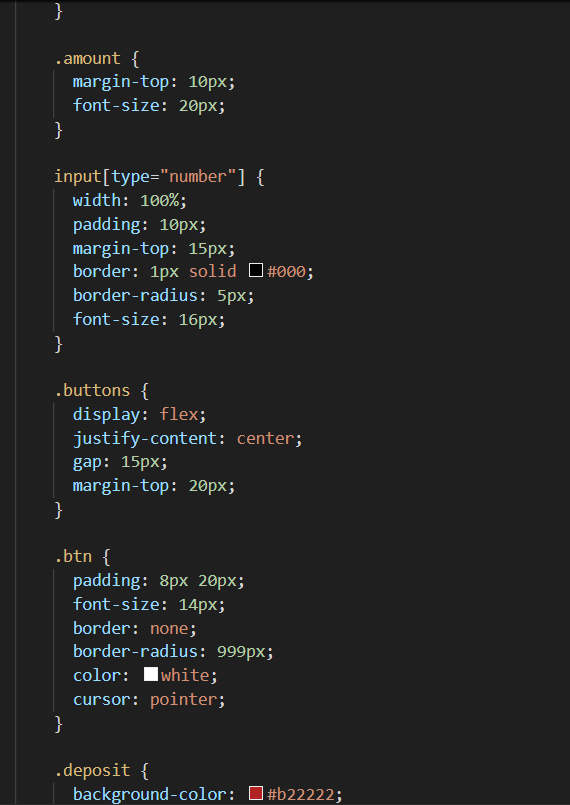 }

.amount {
  margin-top: 10px;
  font-size: 20px;
}

input[type="number"] {
  width: 100%;
  padding: 10px;
  margin-top: 15px;
  border: 1px solid #000;
  border-radius: 5px;
  font-size: 16px;
}

.buttons {
  display: flex;
  justify-content: center;
  gap: 15px;
  margin-top: 20px;
}

.btn {
  padding: 8px 20px;
  font-size: 14px;
  border: none;
  border-radius: 999px;
  color: white;
  cursor: pointer;
}

.deposit {
  background-color: #b22222;